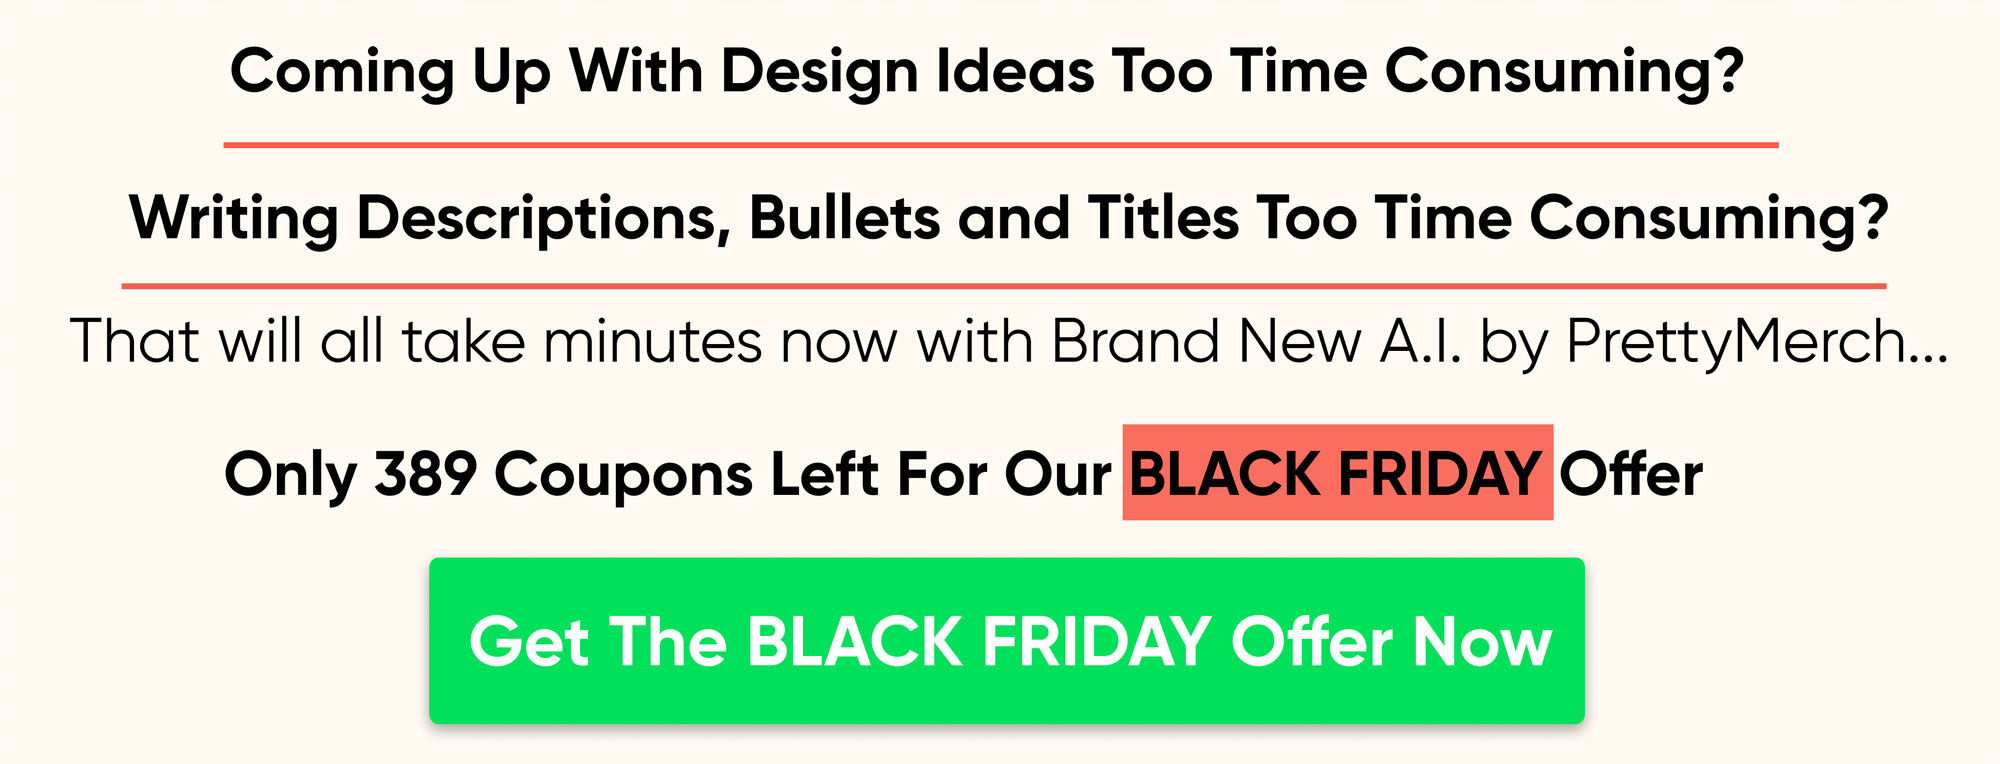 Coming Up With Design Ideas Too Time Consuming?
Writing Descriptions, Bullets and Titles Too Time Consuming?
That will all take minutes now with Brand New A.I. by PrettyMerch...
Only 389 Coupons Left For Our BLACK FRIDAY Offer
Get The BLACK FRIDAY Offer Now